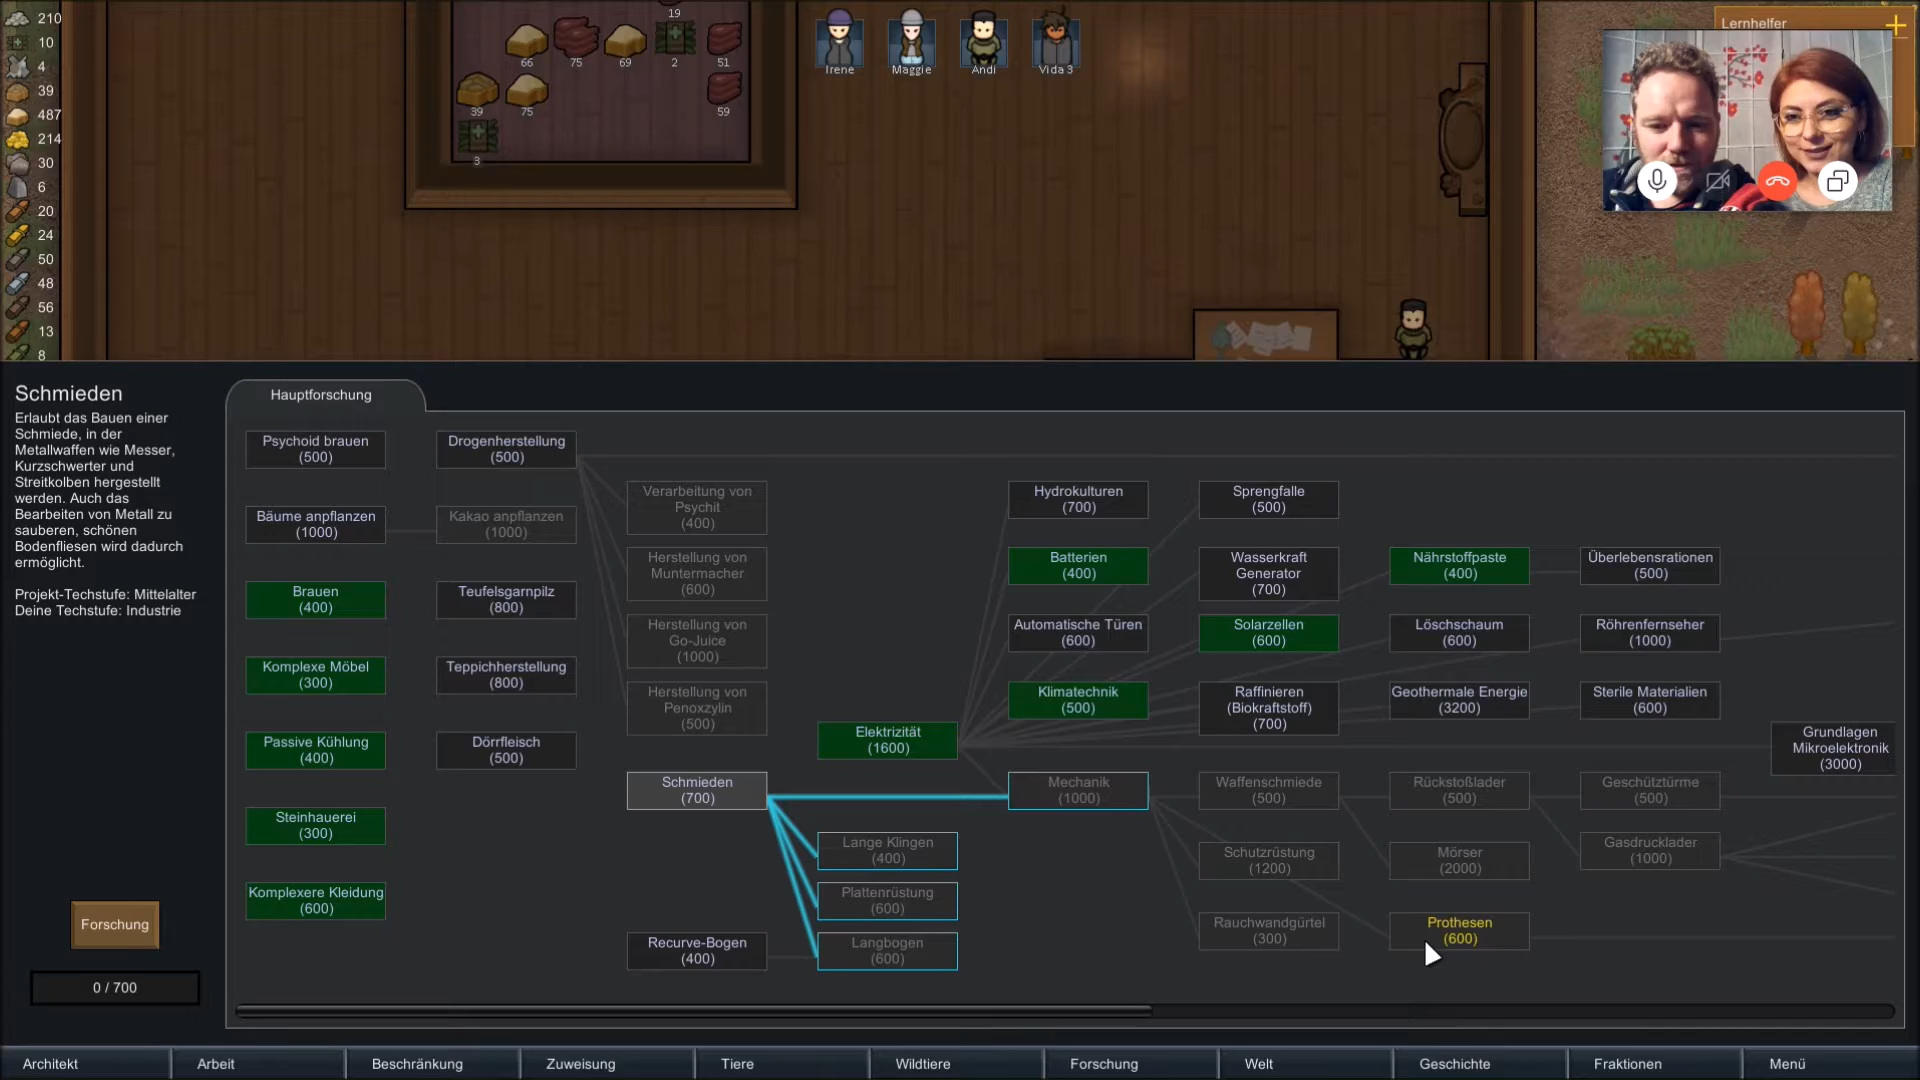 210
10
4
39
487
214
30
6
20
24
50
48
56
13
8
19
66
75
69
2
51
39
75
59
3
Irene
Maggie
Andi
Vida 3
Lernhelfer
Schmieden
Erlaubt das Bauen einer
Schmiede, in der
Metallwaffen wie Messer,
Kurzschwerter und
Streitkolben hergestellt
werden. Auch das
Bearbeiten von Metall zu
sauberen, schönen
Bodenfliesen wird dadurch
ermöglicht.
Projekt-Techstufe: Mittelalter
Deine Techstufe: Industrie
Forschung
0 / 700
Hauptforschung
Psychoid brauen
(500)
Bäume anpflanzen
(1000)
Brauen
(400)
Komplexe Möbel
(300)
Passive Kühlung
(400)
Steinhauerei
(300)
Komplexere Kleidung
(600)
Drogenherstellung
(500)
Kakao anpflanzen
(1000)
Teufelsgarnpilz
(800)
Teppichherstellung
(800)
Dörrfleisch
(500)
Verarbeitung von
Psychit
(400)
Herstellung von
Muntermacher
(600)
Herstellung von
Go-Juice
(1000)
Herstellung von
Penoxzylin
(500)
Schmieden
(700)
Recurve-Bogen
(400)
Elektrizität
(1600)
Lange Klingen
(400)
Plattenrüstung
(600)
Langbogen
(600)
Hydrokulturen
(700)
Batterien
(400)
Automatische Türen
(600)
Klimatechnik
(500)
Mechanik
(1000)
Sprengfalle
(500)
Wasserkraft
Generator
(700)
Solarzellen
(600)
Raffinieren
(Biokraftstoff)
(700)
Waffenschmiede
(500)
Schutzrüstung
(1200)
Rauchwandgürtel
(300)
Nährstoffpaste
(400)
Löschschaum
(600)
Geothermale Energie
(3200)
Rückstoßlader
(500)
Mörser
(2000)
Prothesen
(600)
Überlebensrationen
(500)
Röhrenfernseher
(1000)
Sterile Materialien
(600)
Geschütztürme
(500)
Gasdrucklader
(1000)
Grundlagen
Mikroelektronik
(3000)
Architekt
Arbeit
Beschränkung
Zuweisung
Tiere
Wildtiere
Forschung
Welt
Geschichte
Fraktionen
Menü